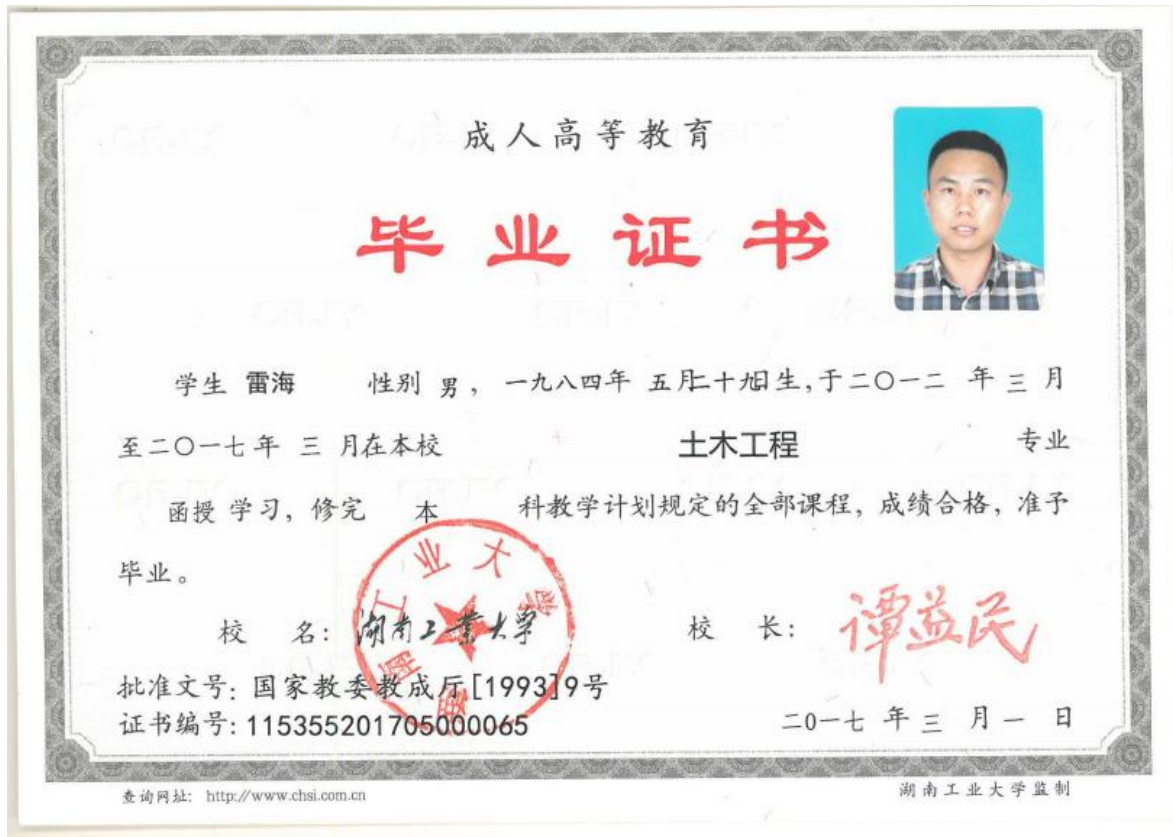 成人高等教育
毕业证书
学生 雷海 性别 男，一九八四年 五月二十九日生，于二〇一二 年 三 月
至二〇一七年 三 月在本校 土木工程 专业
函授 学习，修完 本 科教学计划规定的全部课程，成绩合格，准予
毕业。
校 名：湖南工业大学 校 长：谭益民
湖南工业大学
批准文号：国家教委教成厅[1993]9号
证书编号：115355201705000065
二〇一七 年 三 月 一 日
查询网址：http://www.chsi.com.cn 湖南工业大学监制